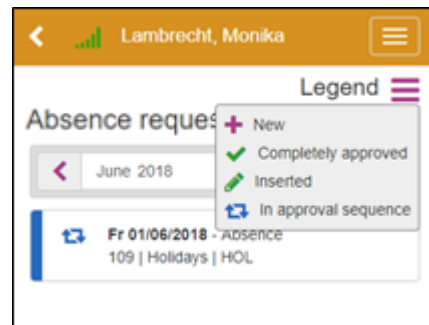 Lambrecht, Monika
Legend
Absence reques
New
Completely approved
Inserted
In approval sequence
June 2018
Fr 01/06/2018 - Absence
109 | Holidays | HOL